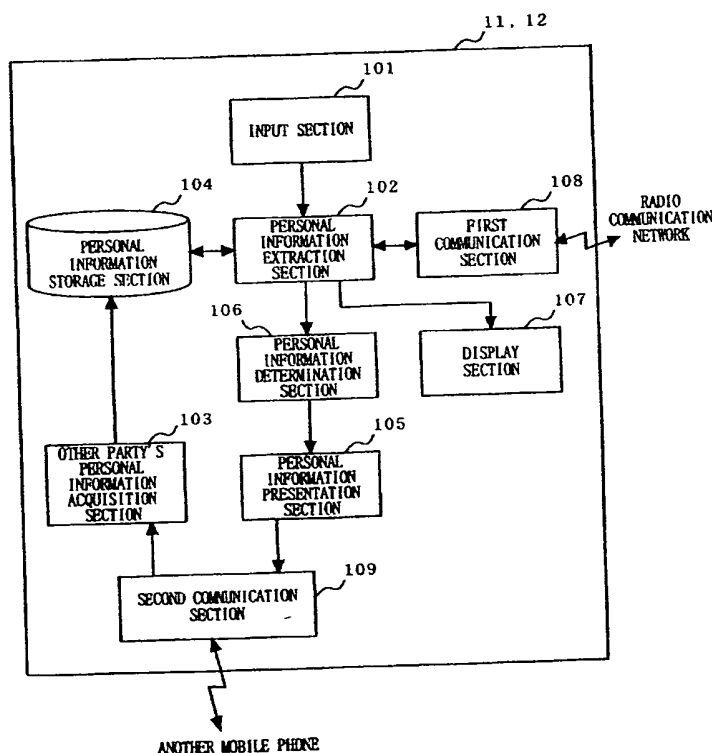 11, 12
101
INPUT SECTION
104
102
108
PERSONAL
INFORMATION
STORAGE SECTION
PERSONAL
INFORMATION
EXTRACTION
SECTION
FIRST
COMMUNICATION
SECTION
RADIO
COMMUNICATION
NETWORK
106
107
PERSONAL
INFORMATION
DETERMINATION
SECTION
DISPLAY
SECTION
103
105
OTHER PARTY'S
PERSONAL
INFORMATION
ACQUISITION
SECTION
PERSONAL
INFORMATION
PRESENTATION
SECTION
109
SECOND COMMUNICATION
SECTION
ANOTHER MOBILE PHONE